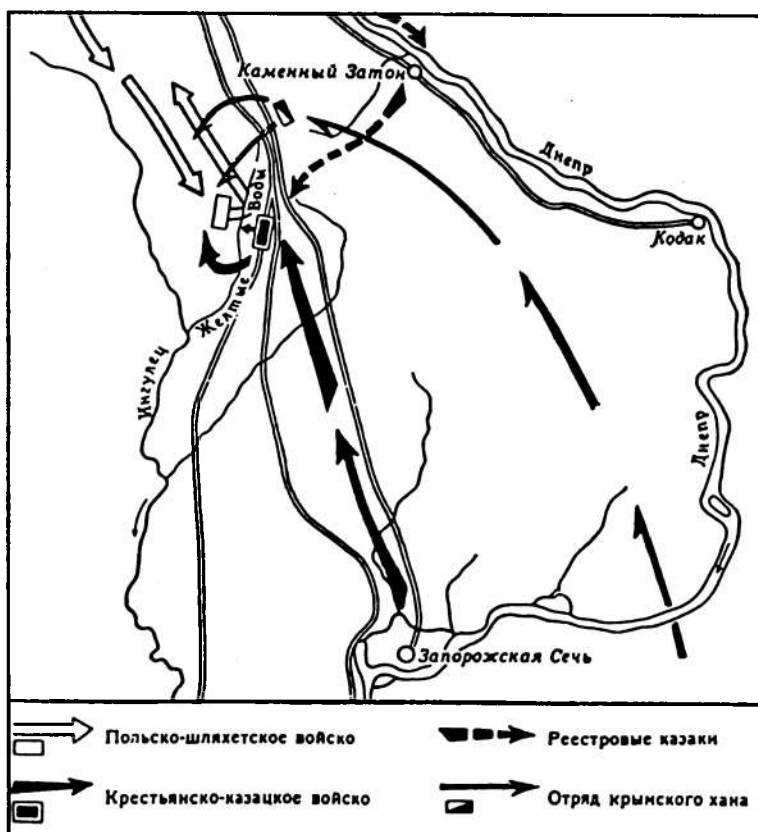 Каменный Затон
Днепр
Воды
Кодак
Желтые
Ингулец
Днепр
Запорожская Сечь
Польско-шляхетское войско
Реестровые казаки
Крестьянско-казацкое войско
Отряд крымского хана